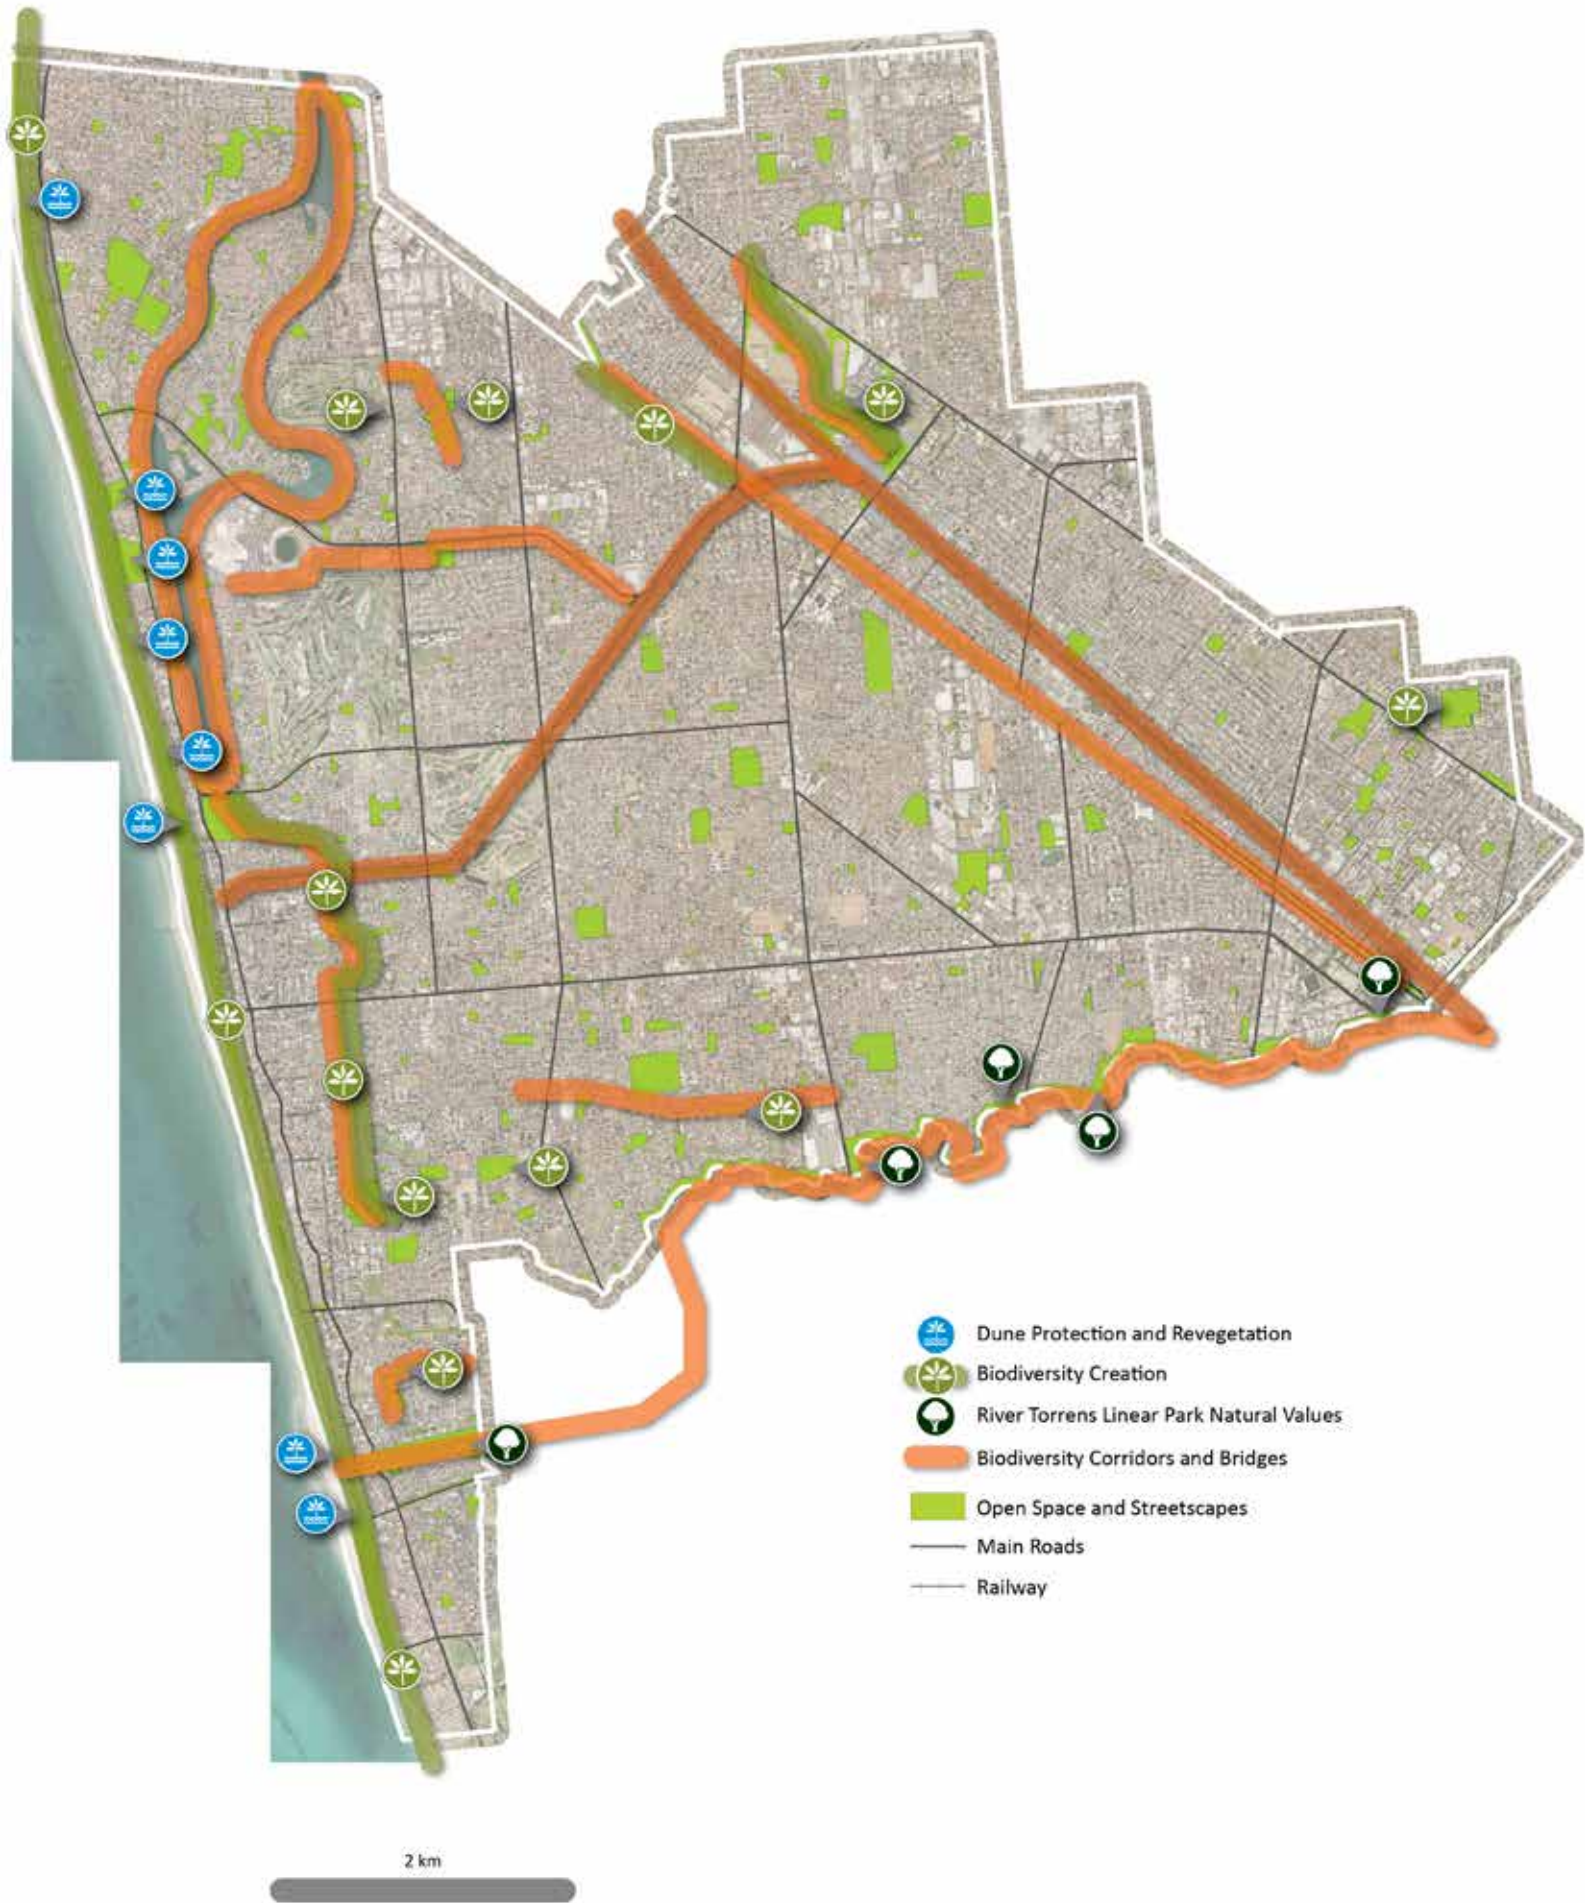 Dune Protection and Revegetation
Biodiversity Creation
River Torrens Linear Park Natural Values
Biodiversity Corridors and Bridges
Open Space and Streetscapes
Main Roads
Railway
2 km